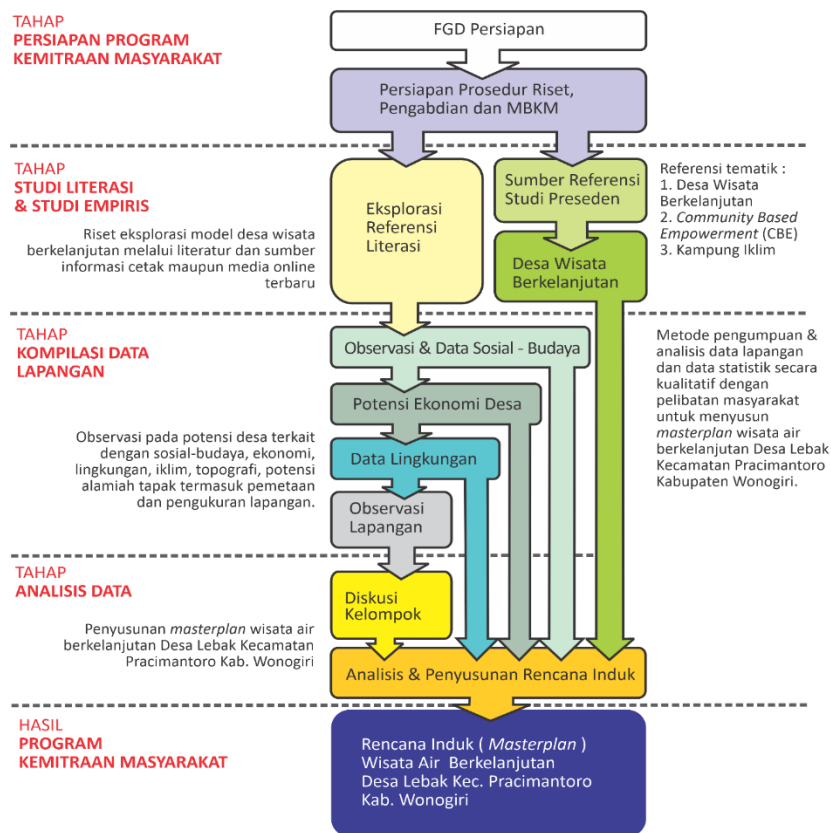 TAHAP
PERSIAPAN PROGRAM
KEMITRAAN MASYARAKAT
FGD Persiapan
Persiapan Prosedur Riset,
Pengabdian dan MBKM
TAHAP
STUDI LITERASI
& STUDI EMPIRIS
Riset eksplorasi model desa wisata
berkelanjutan melalui literatur dan sumber
informasi cetak maupun media online
terbaru
Eksplorasi
Referensi
Literasi
Sumber Referensi
Studi Preseden
Desa Wisata
Berkelanjutan
Referensi tematik :
1. Desa Wisata
Berkelanjutan
2. Community Based
Empowerment (CBE)
3. Kampung Iklim
TAHAP
KOMPILASI DATA
LAPANGAN
Observasi pada potensi desa terkait
dengan sosial-budaya, ekonomi,
lingkungan, iklim, topografi, potensi
alamiah tapak termasuk pemetaan
dan pengukuran lapangan.
Observasi & Data Sosial - Budaya
Potensi Ekonomi Desa
Data Lingkungan
Observasi
Lapangan
Metode pengumpuan &
analisis data lapangan
dan data statistik secara
kualitatif dengan
pelibatan masyarakat
untuk menyusun
masterplan wisata air
berkelanjutan Desa Lebak
Kecamatan Pracimantoro
Kabupaten Wonogiri.
TAHAP
ANALISIS DATA
Penyusunan masterplan wisata air
berkelanjutan Desa Lebak Kecamatan
Pracimantoro Kab. Wonogiri
Diskusi
Kelompok
Analisis & Penyusunan Rencana Induk
HASIL
PROGRAM
KEMITRAAN MASYARAKAT
Rencana Induk ( Masterplan )
Wisata Air Berkelanjutan
Desa Lebak Kec. Pracimantoro
Kab. Wonogiri